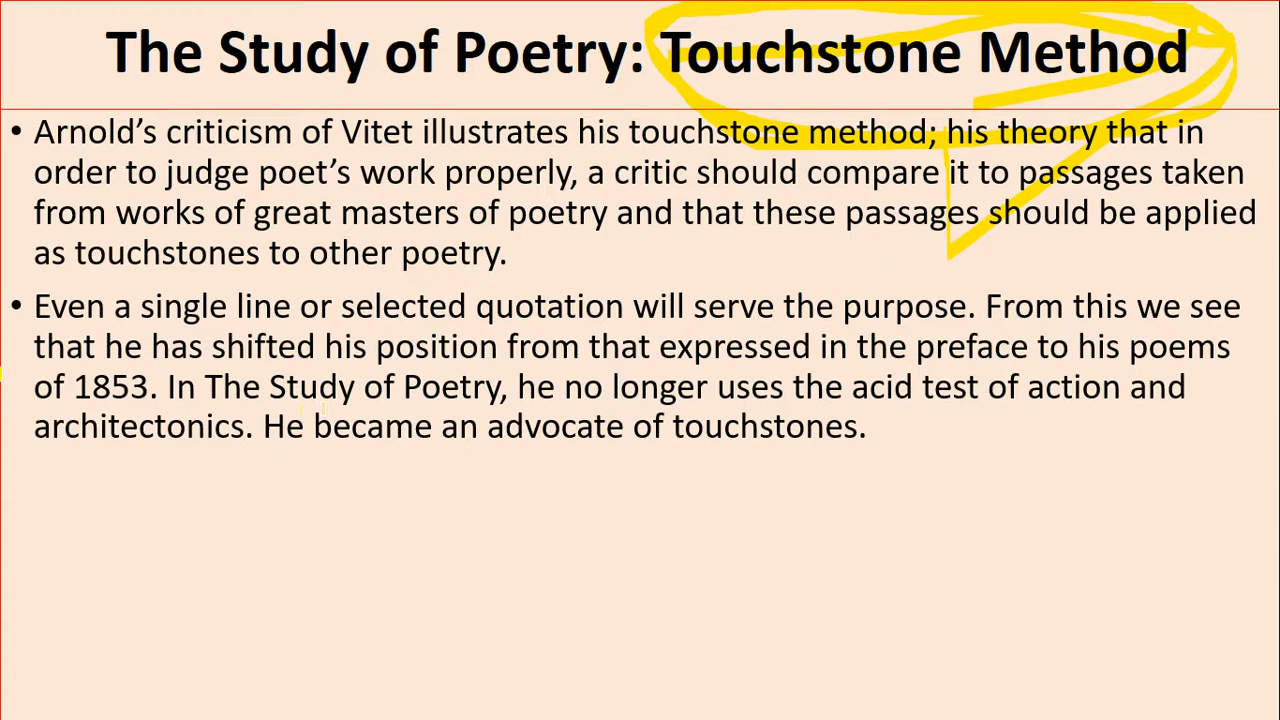 The Study of Poetry: Touchstone Method
• Arnold’s criticism of Vitet illustrates his touchstone method; his theory that in
order to judge poet’s work properly, a critic should compare it to passages taken
from works of great masters of poetry and that these passages should be applied
as touchstones to other poetry.
• Even a single line or selected quotation will serve the purpose. From this we see
that he has shifted his position from that expressed in the preface to his poems
of 1853. In The Study of Poetry, he no longer uses the acid test of action and
architectonics. He became an advocate of touchstones.